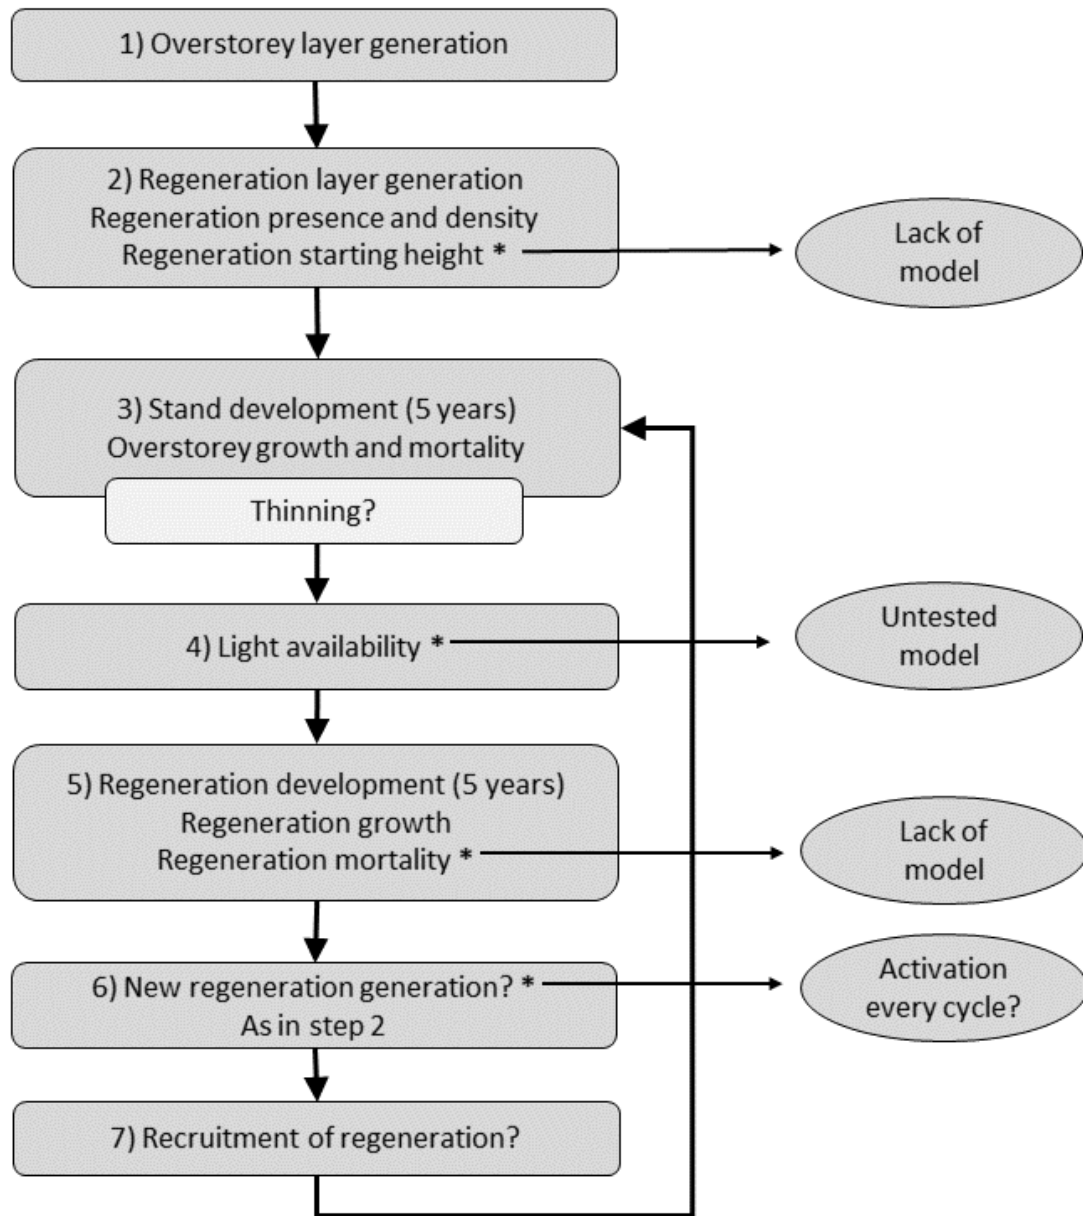 1) Overstorey layer generation
2) Regeneration layer generation
Regeneration presence and density
Regeneration starting height *
Lack of
model
3) Stand development (5 years)
Overstorey growth and mortality
Thinning?
4) Light availability *
Untested
model
5) Regeneration development (5 years)
Regeneration growth
Regeneration mortality *
Lack of
model
6) New regeneration generation? *
As in step 2
Activation
every cycle?
7) Recruitment of regeneration?